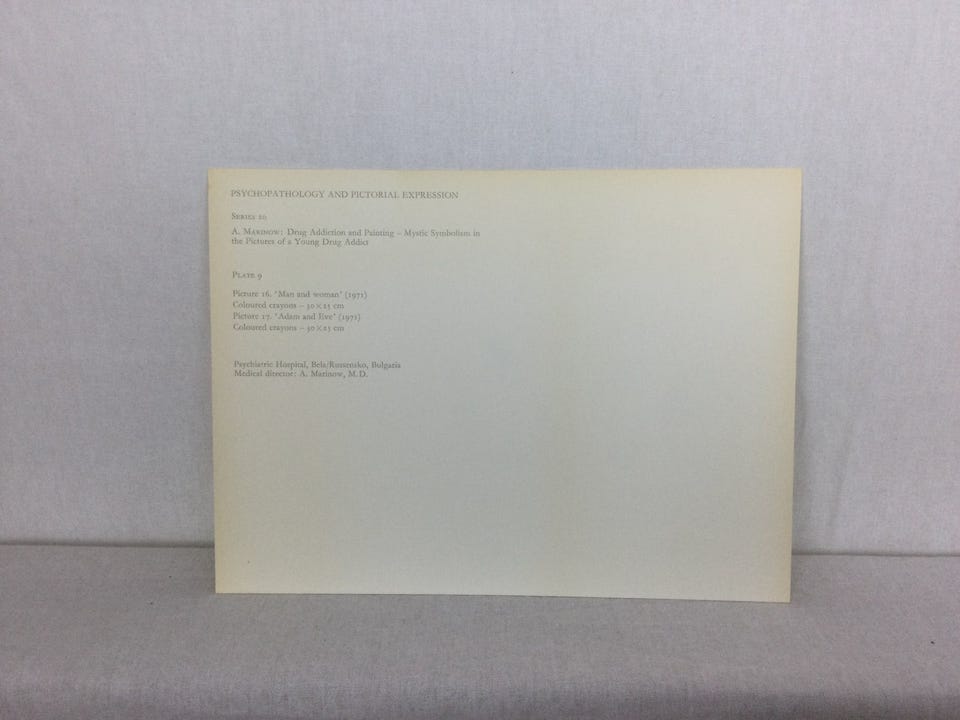 PSYCHOPATHOLOGY AND PICTORIAL EXPRESSION
Series 20
A. Marinow: Drug Addiction and Painting – Mystic Symbolism in
the Pictures of a Young Drug Addict
Plate 9
Picture 16. ‘Man and woman’ (1971)
Coloured crayons – 30×25 cm
Picture 17. ‘Adam and Eve’ (1971)
Coloured crayons – 30×25 cm
Psychiatric Hospital, Bela/Russensko, Bulgaria
Medical director: A. Marinow, M.D.